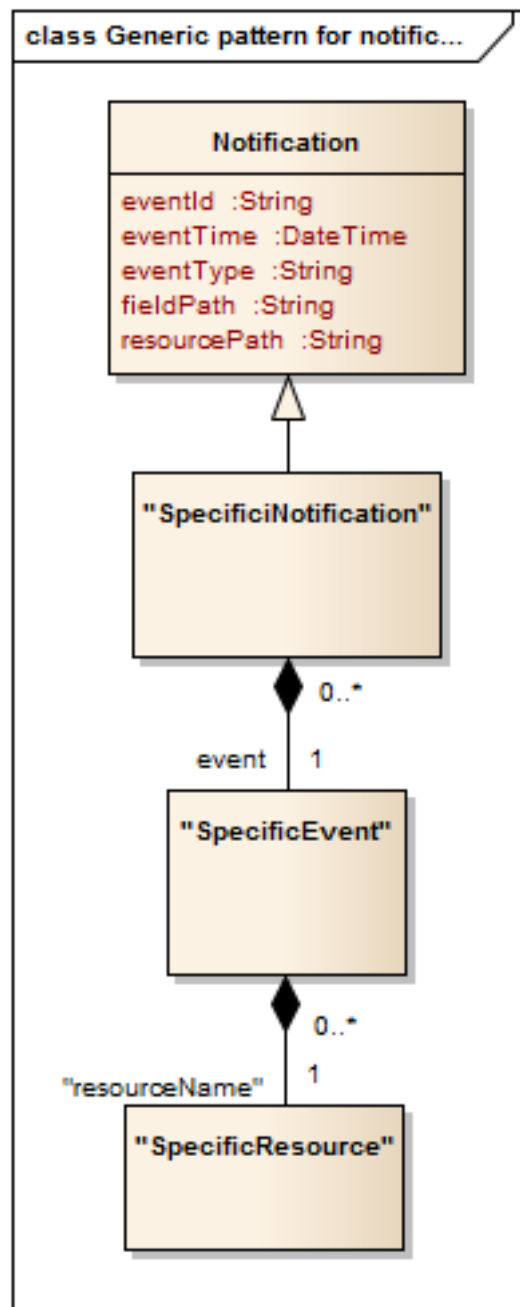 class Generic pattern for notific...
Notification
eventId :String
eventTime :DateTime
eventType :String
fieldPath :String
resourcePath :String
"SpecificiNotification"
0..*
event 1
"SpecificEvent"
0..*
1
"resourceName"
"SpecificResource"